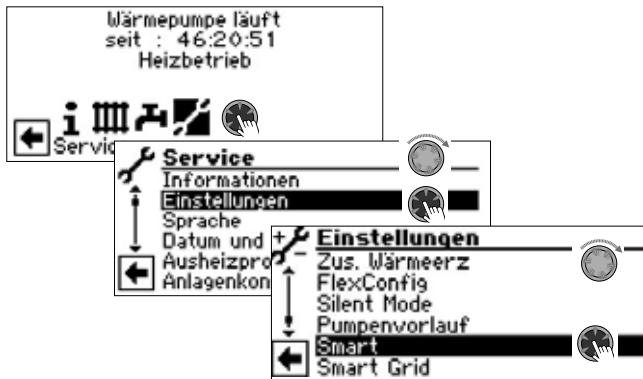 Wärmepumpe läuft
seit : 46:20:51
Heizbetrieb
Servic
Service
Informationen
Einstellungen
Sprache
Datum und
Ausheizpro
Anlagenkon
Einstellungen
Zus. Wärmeerz
FlexConfig
Silent Mode
Pumpenvorlauf
Smart
Smart Grid